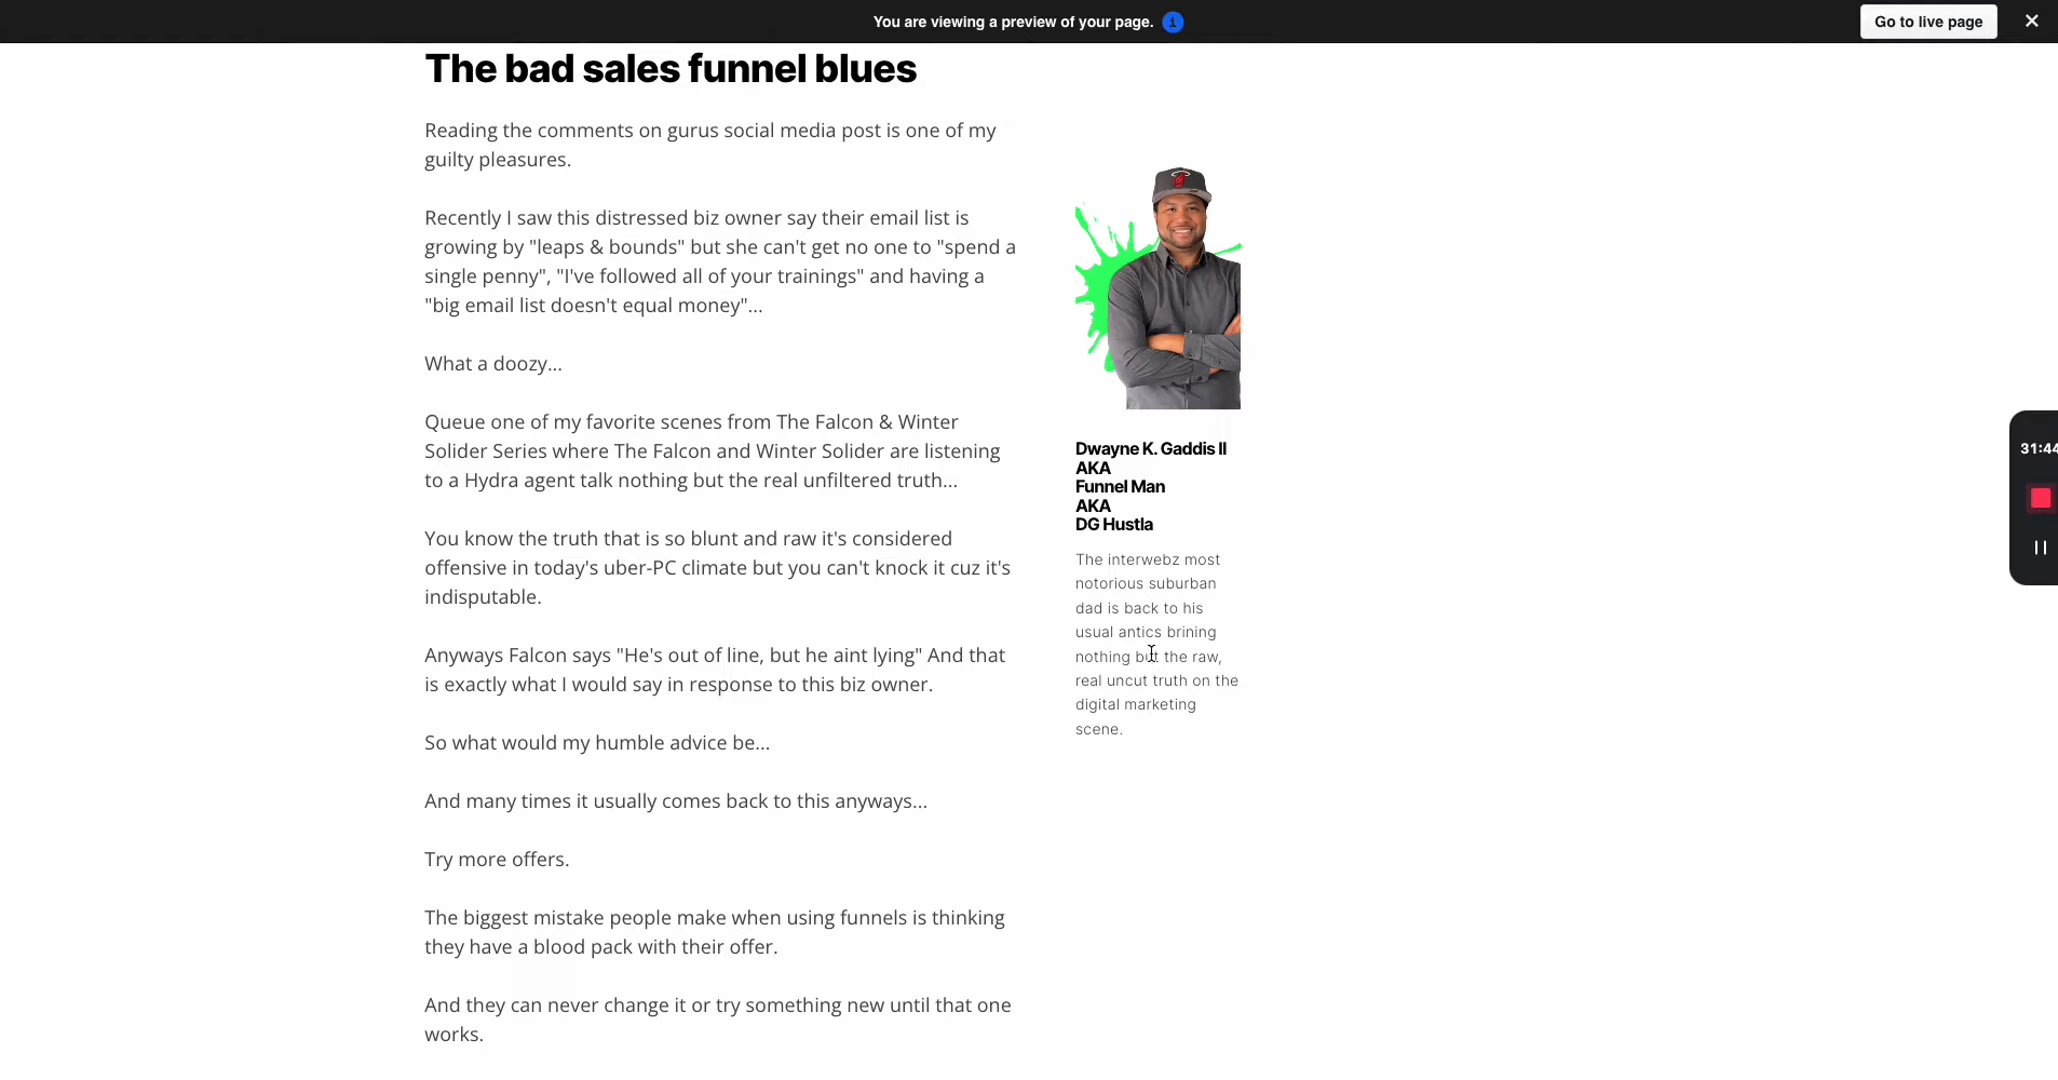 You are viewing a preview of your page.
Go to live page
The bad sales funnel blues
Reading the comments on gurus social media post is one of my
guilty pleasures.
Recently I saw this distressed biz owner say their email list is
growing by "leaps & bounds" but she can't get no one to "spend a
single penny", "I've followed all of your trainings" and having a
"big email list doesn't equal money"...
What a doozy...
Queue one of my favorite scenes from The Falcon & Winter
Solider Series where The Falcon and Winter Solider are listening
to a Hydra agent talk nothing but the real unfiltered truth...
You know the truth that is so blunt and raw it's considered
offensive in today's uber-PC climate but you can't knock it cuz it's
indisputable.
Anyways Falcon says "He's out of line, but he aint lying" And that
is exactly what I would say in response to this biz owner.
So what would my humble advice be...
And many times it usually comes back to this anyways...
Try more offers.
The biggest mistake people make when using funnels is thinking
they have a blood pack with their offer.
And they can never change it or try something new until that one
works.
Dwayne K. Gaddis II
AKA
Funnel Man
AKA
DG Hustla
The interwebz most
notorious suburban
dad is back to his
usual antics brining
nothing but the raw,
real uncut truth on the
digital marketing
scene.
31:44